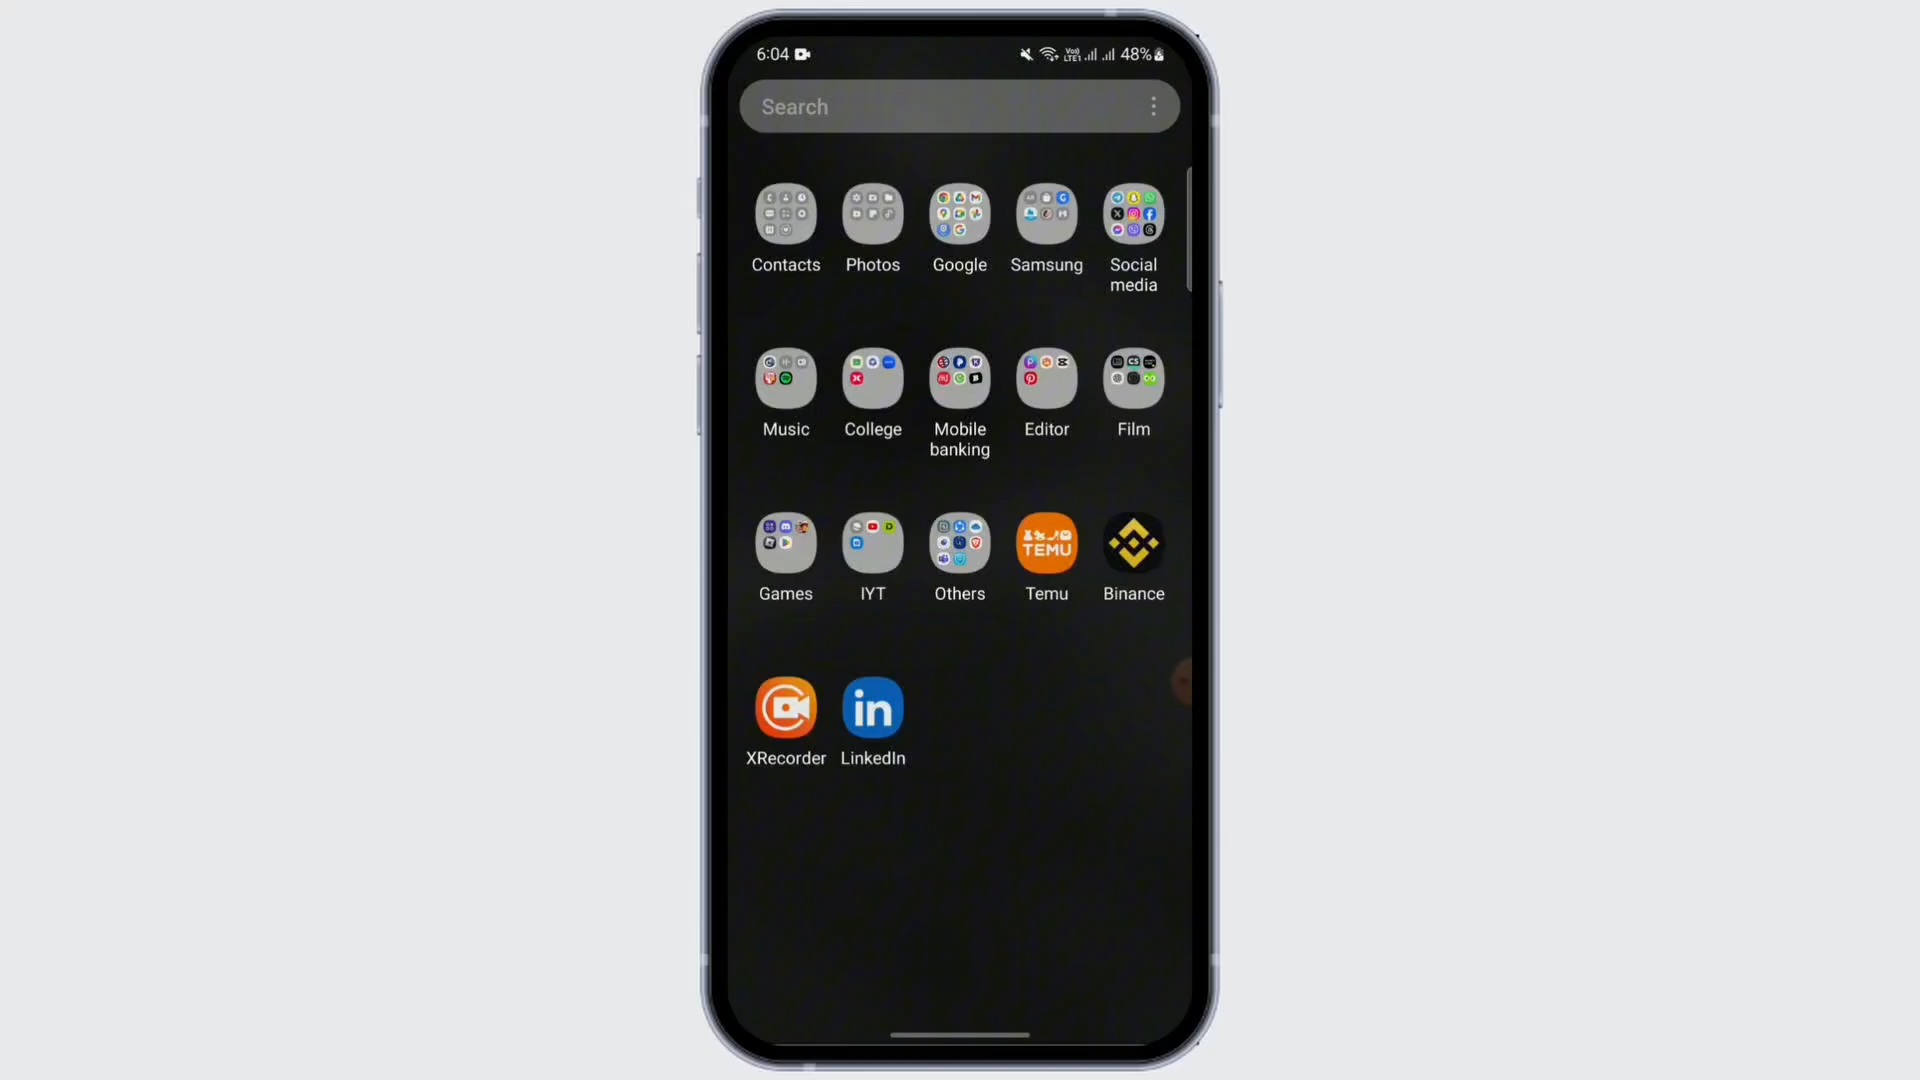 6:04
48%
Search
Contacts
Photos
Google
Samsung
Social
media
Music
College
Mobile
banking
Editor
Film
TEMU
Games
IYT
Others
Temu
Binance
in
XRecorder
LinkedIn